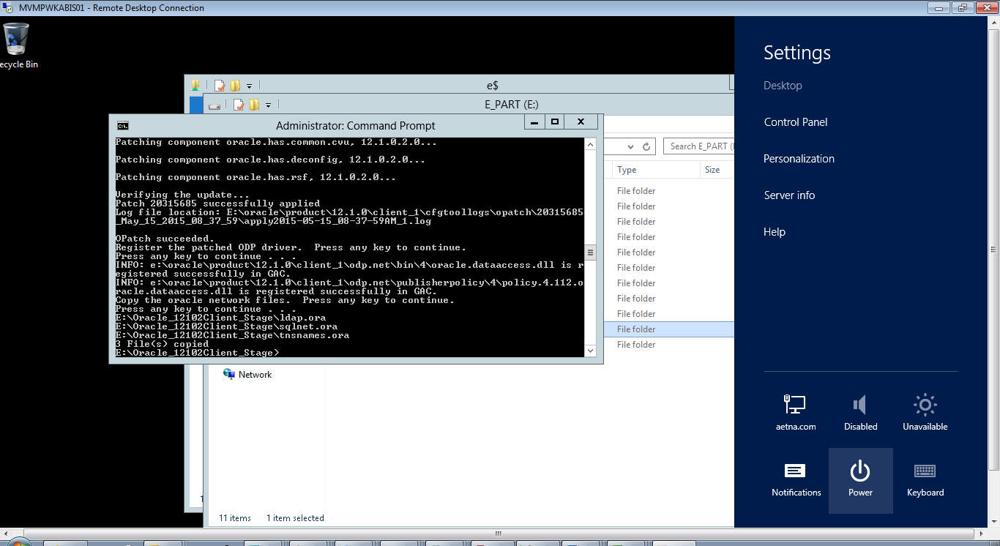 MVMPWKABIS01 - Remote Desktop Connection
ecycle Bin
e$
E_PART (E:)
Administrator: Command Prompt
Patching component oracle.has.common.cvu, 12.1.0.2.0...
Patching component oracle.has.deconfig, 12.1.0.2.0...
Patching component oracle.has.rsf, 12.1.0.2.0...
Verifying the update...
Patch 20315685 successfully applied
Log file location: E:\oracle\product\12.1.0\client_1\cfgtoollogs\opatch\20315685
_May_15_2015_08_37_59\apply2015-05-15_08-37-59AM_1.log
OPatch succeeded.
Register the patched ODP driver.  Press any key to continue.
Press any key to continue . . .
INFO: e:\oracle\product\12.1.0\client_1\odp.net\bin\4\oracle.dataaccess.dll is r
egistered successfully in GAC.
INFO: e:\oracle\product\12.1.0\client_1\odp.net\publisherpolicy\4\policy.4.112.o
racle.dataaccess.dll is registered successfully in GAC.
Copy the oracle network files.  Press any key to continue.
Press any key to continue . . .
E:\Oracle_12102Client_Stage\ldap.ora
E:\Oracle_12102Client_Stage\sqlnet.ora
E:\Oracle_12102Client_Stage\tnsnames.ora
3 File(s) copied
E:\Oracle_12102Client_Stage>
Search E_PART (
Type Size
File folder
File folder
File folder
File folder
File folder
File folder
File folder
File folder
File folder
File folder
File folder
Network
11 items 1 item selected
Settings
Desktop
Control Panel
Personalization
Server info
Help
aetna.com Disabled Unavailable
Notifications Power Keyboard